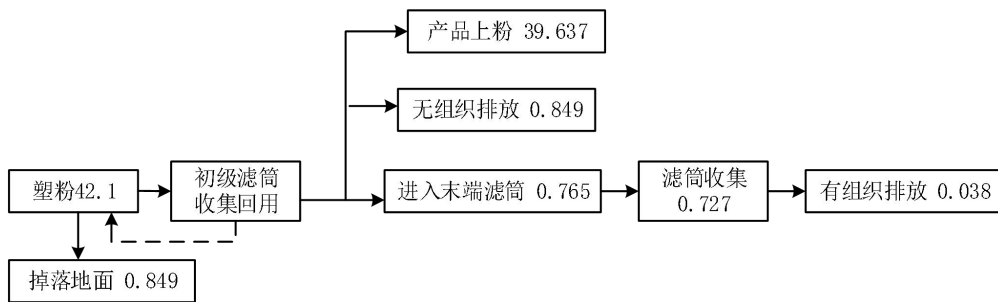 产品上粉 39.637
无组织排放 0.849
塑粉42.1
初级滤筒
收集回用
进入末端滤筒 0.765
滤筒收集
0.727
有组织排放 0.038
掉落地面 0.849